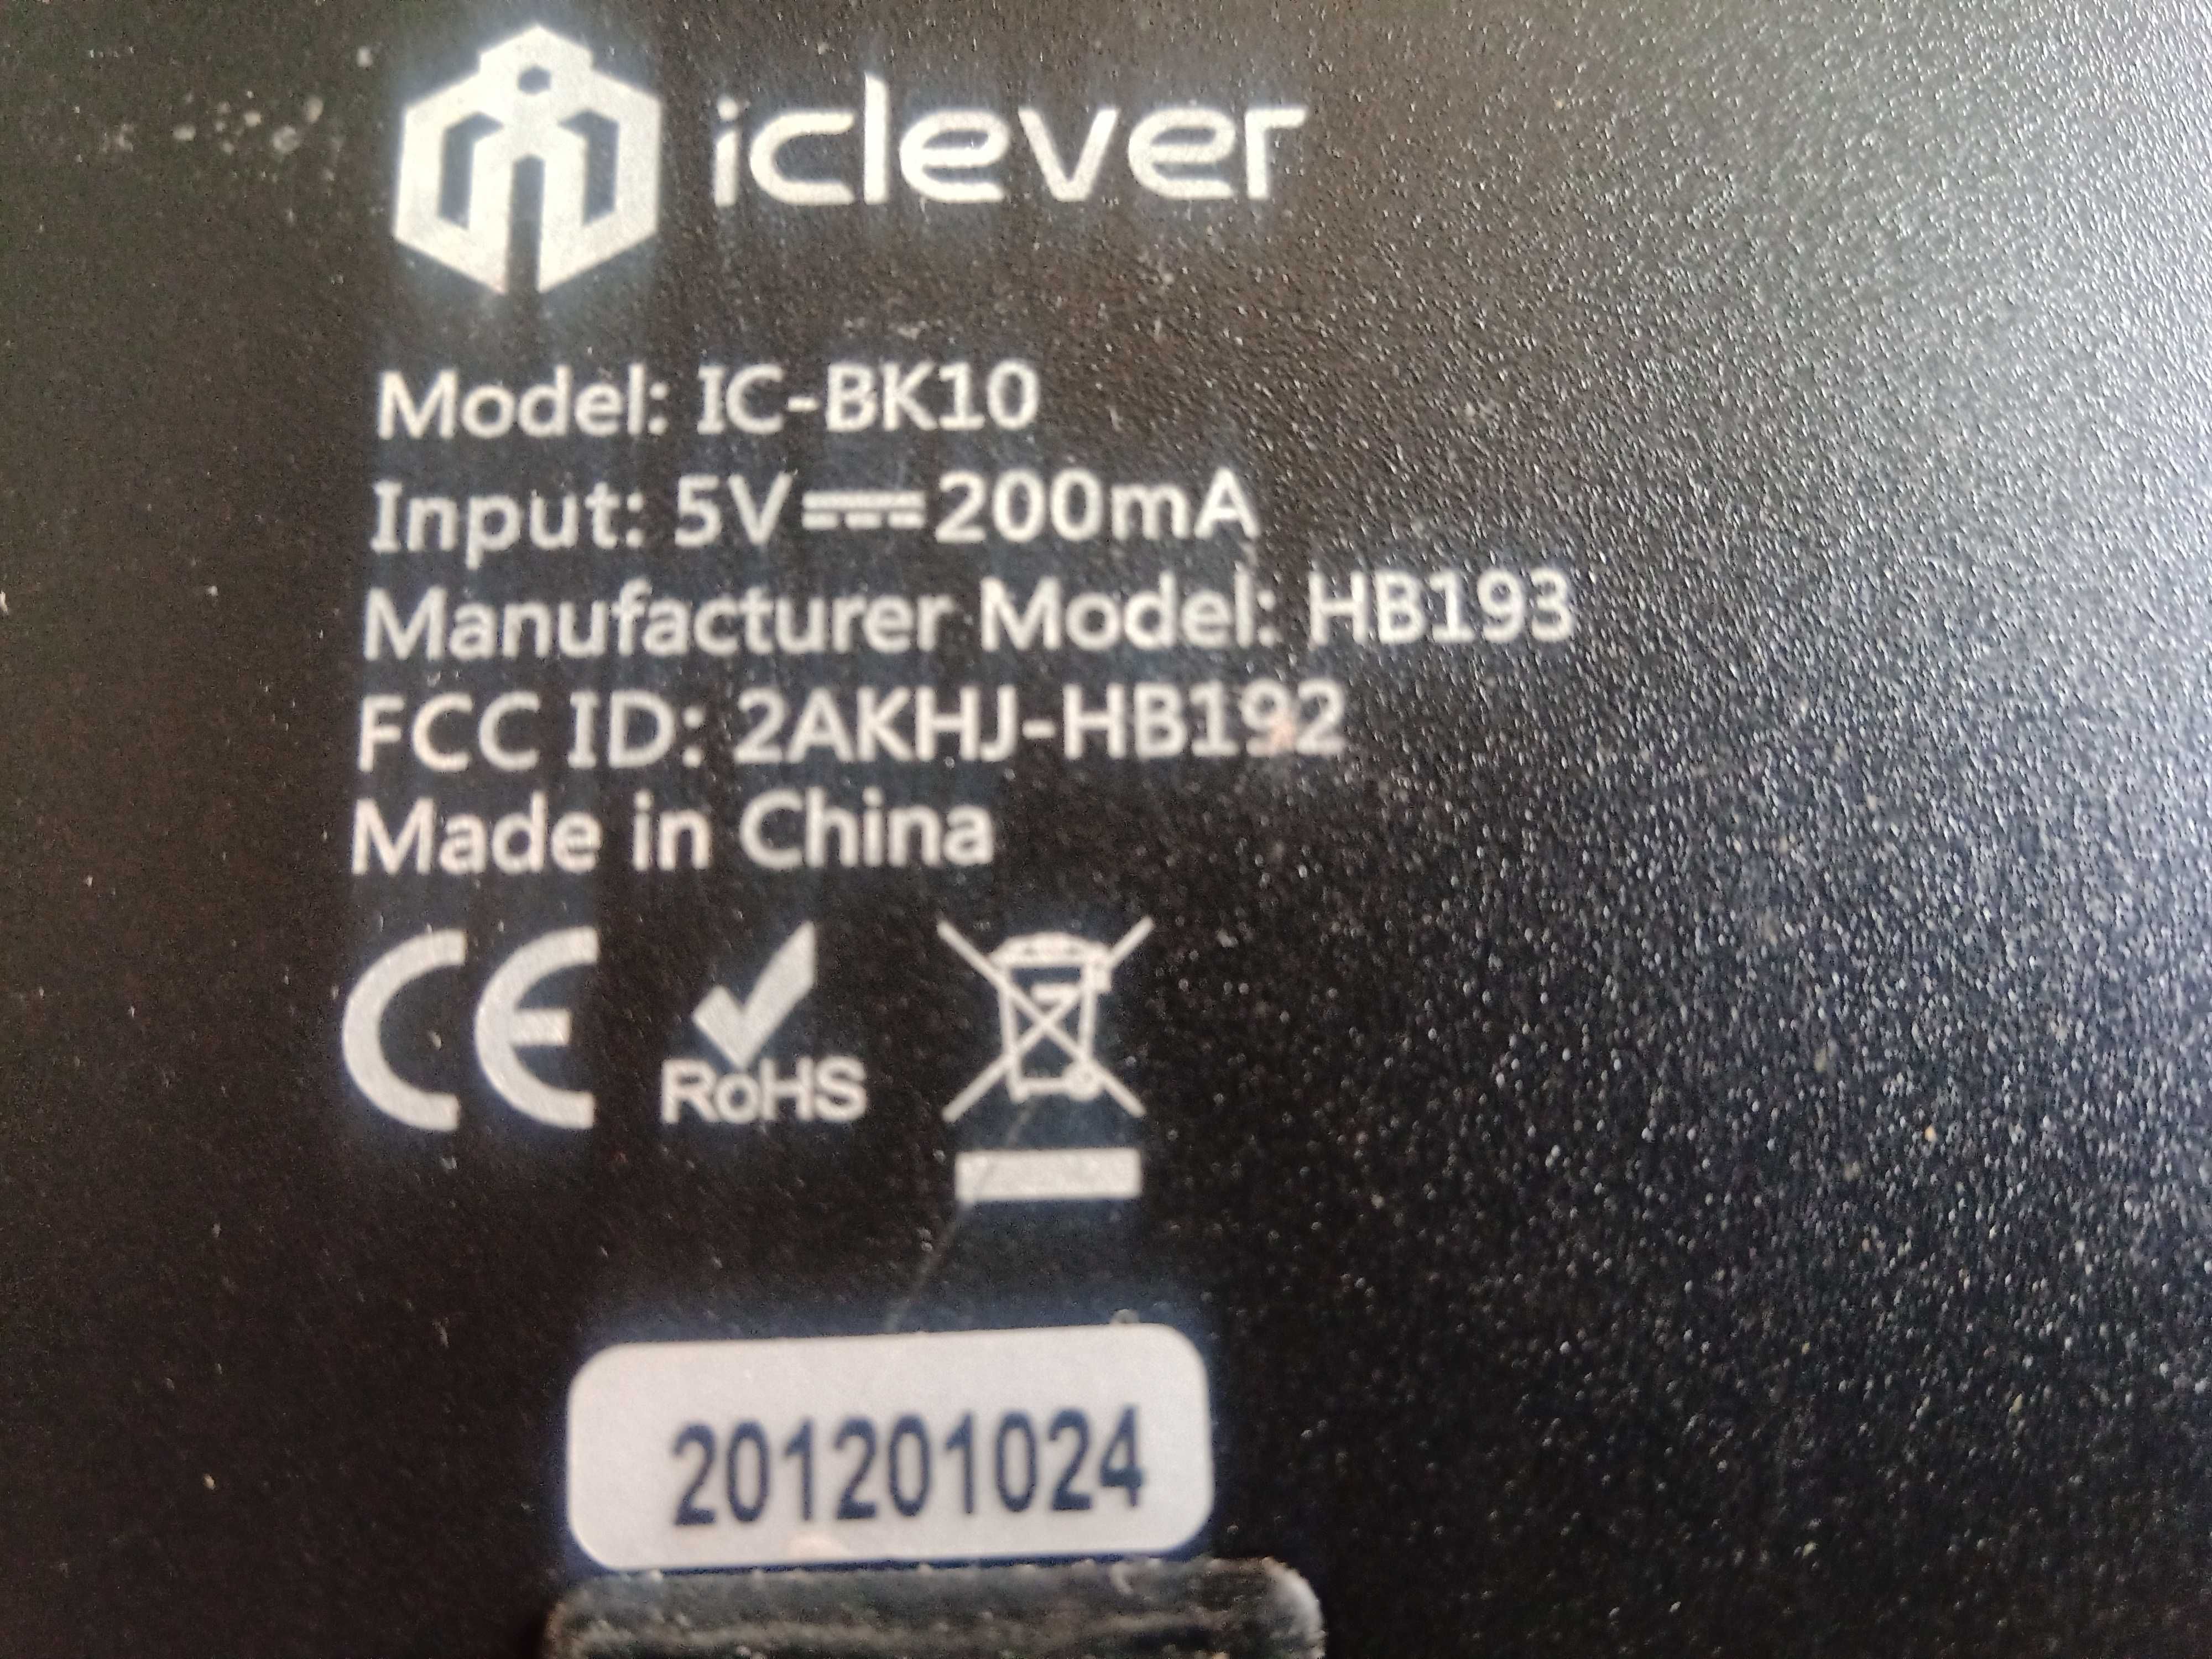 iclever
Model: IC-BK10
Input: 5V⎓200mA
Manufacturer Model: HB193
FCC ID: 2AKHJ-HB192
Made in China
CE RoHS
201201024